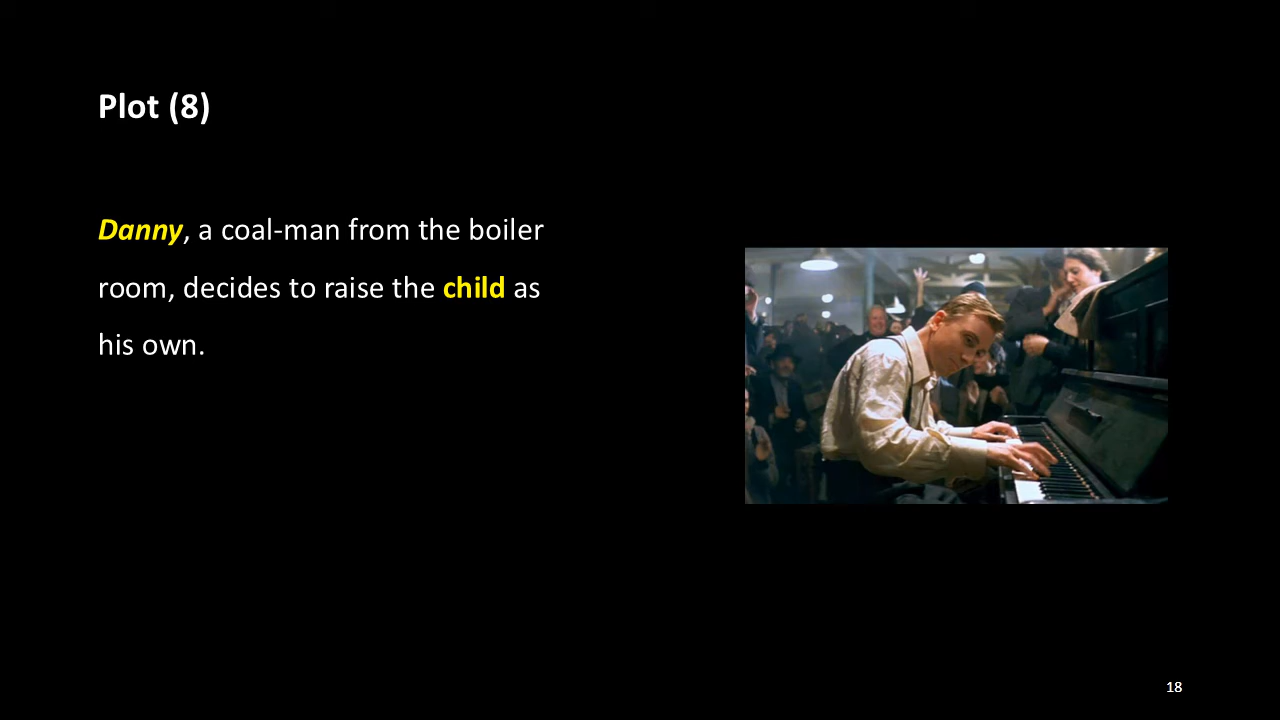 Plot (8)
Danny, a coal-man from the boiler
room, decides to raise the child as
his own.
18